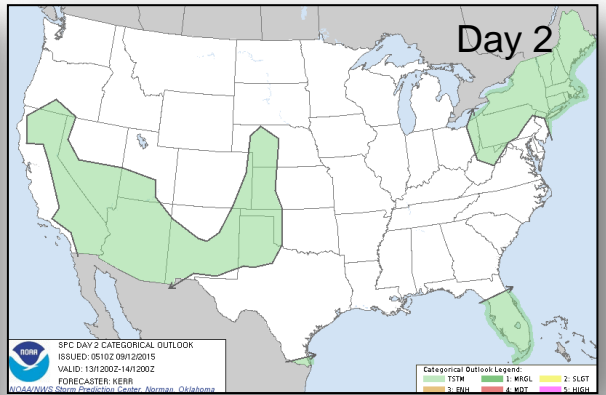 Day 2
NOAA
SPC DAY 2 CATEGORICAL OUTLOOK
ISSUED: 0510Z 09/12/2015
VALID: 13/1200Z-14/1200Z
FORECASTER: KERR
NOAA/NWS Storm Prediction Center, Norman, Oklahoma
Categorical Outlook Legend:
TSTM 1: MRGL 2: SLGT
3: ENH 4: MDT 5: HIGH